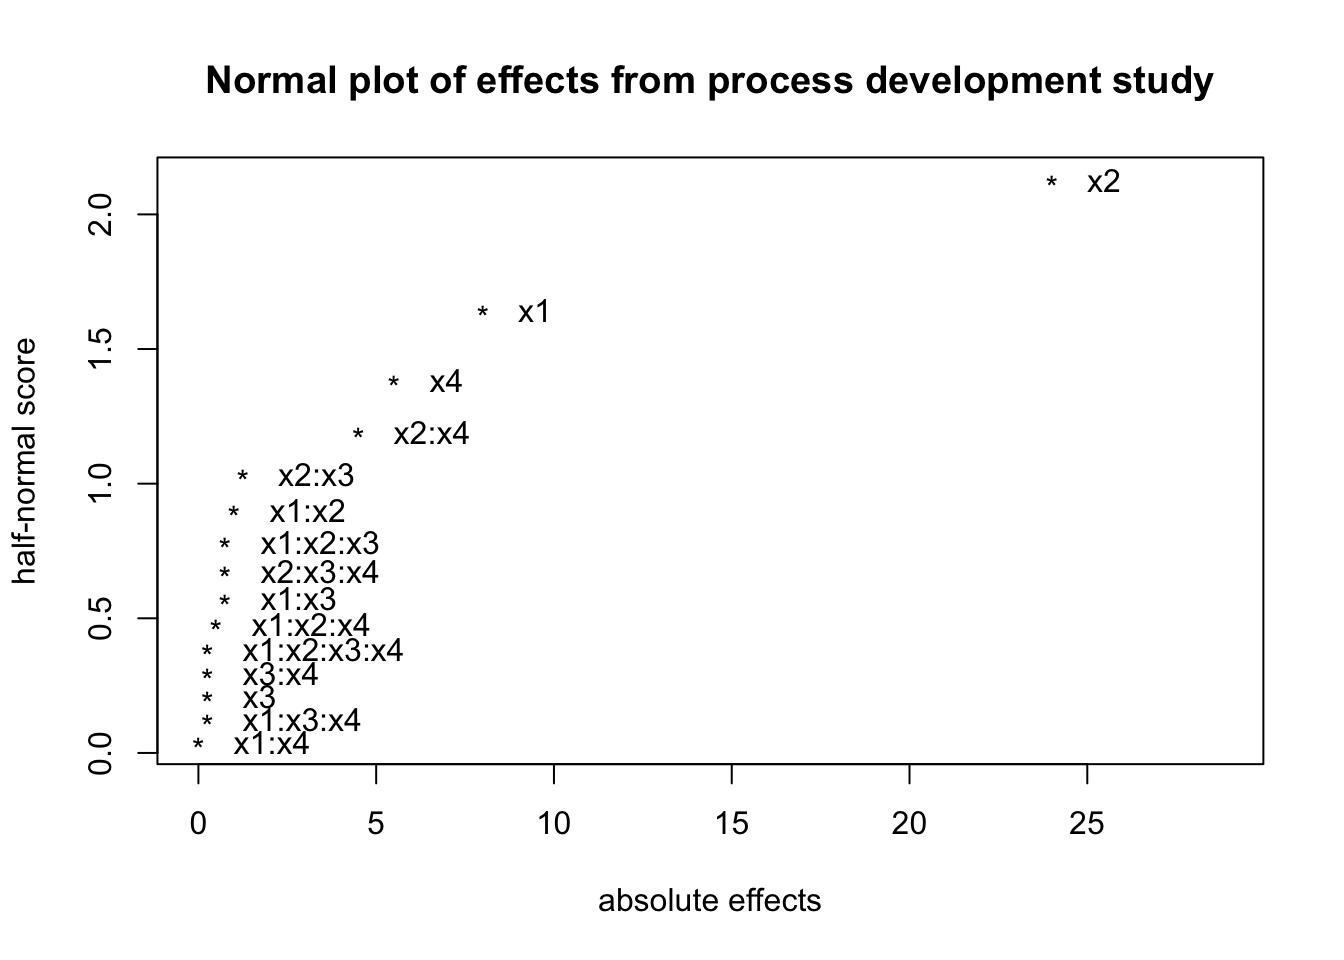 Normal plot of effects from process development study
half-normal score
2.0
1.5
1.0
0.5
0.0
* x2
* x1
* x4
* x2:x4
* x2:x3
* x1:x2
* x1:x2:x3
* x2:x3:x4
* x1:x3
* x1:x2:x4
* x1:x2:x3:x4
* x3:x4
* x3
* x1:x3:x4
* x1:x4
0 5 10 15 20 25
absolute effects